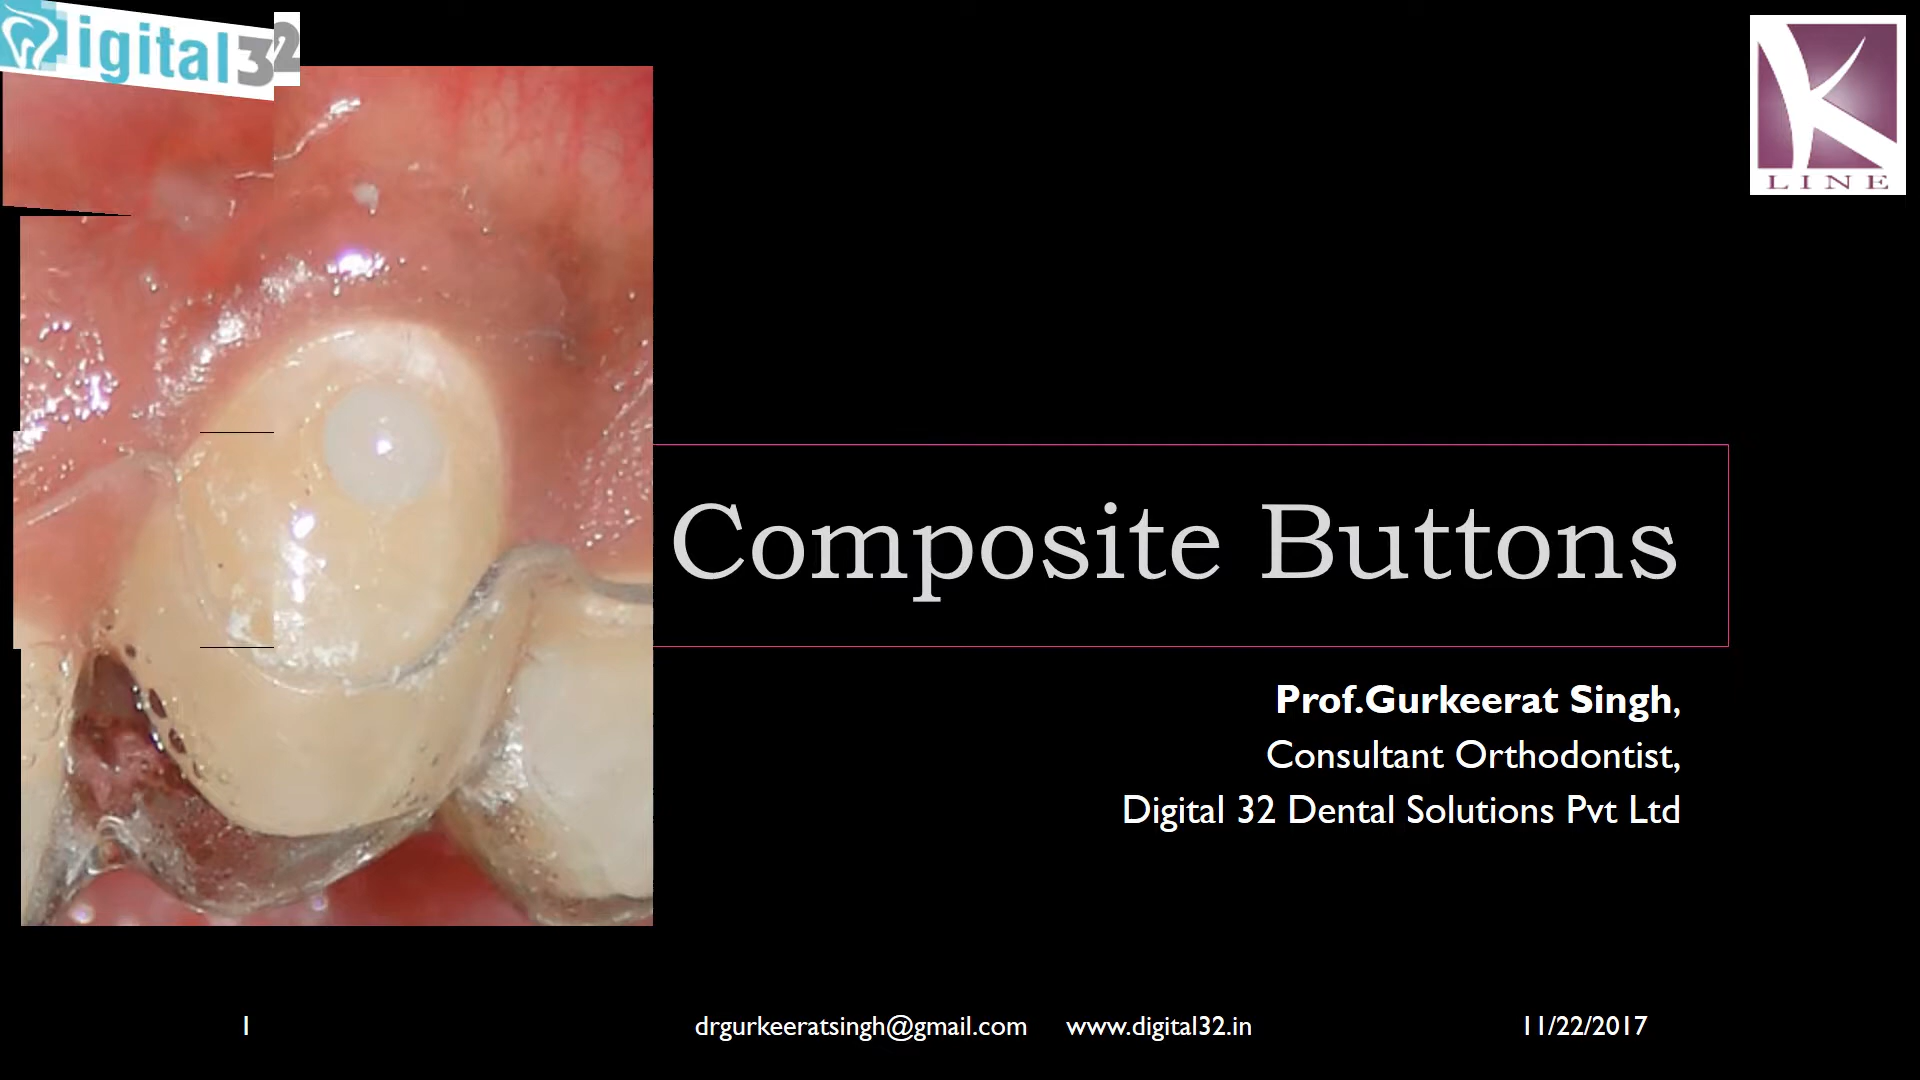 igital32
K
LINE
Composite Buttons
Prof.Gurkeerat Singh,
Consultant Orthodontist,
Digital 32 Dental Solutions Pvt Ltd
1
drgurkeeratsingh@gmail.com
www.digital32.in
11/22/2017